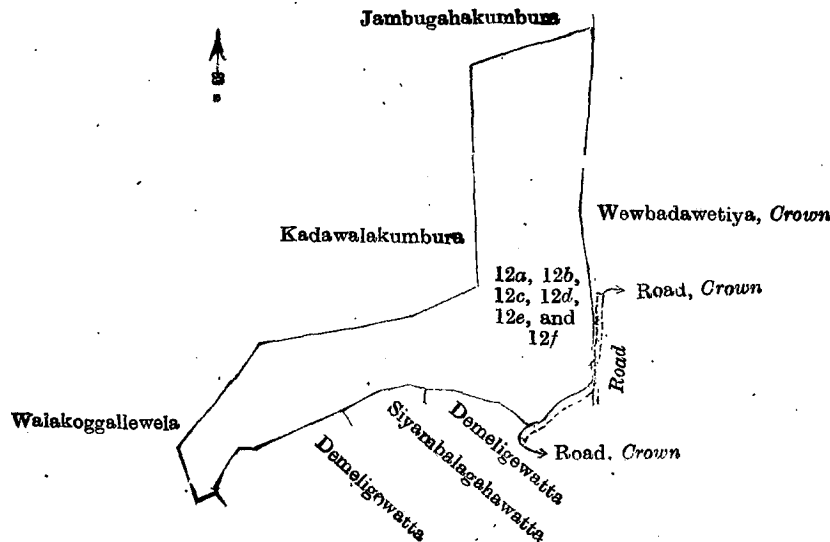 Jambugahakumbura
Wewbadawetiya, Crown
Kadawalakumbura
12a, 12b,
12c, 12d,
12e, and
12f
Road, Crown
Road
Walakoggallewela
Demeligewatta
Siyambalagahawatta
Demeligewatta
Road. Crown